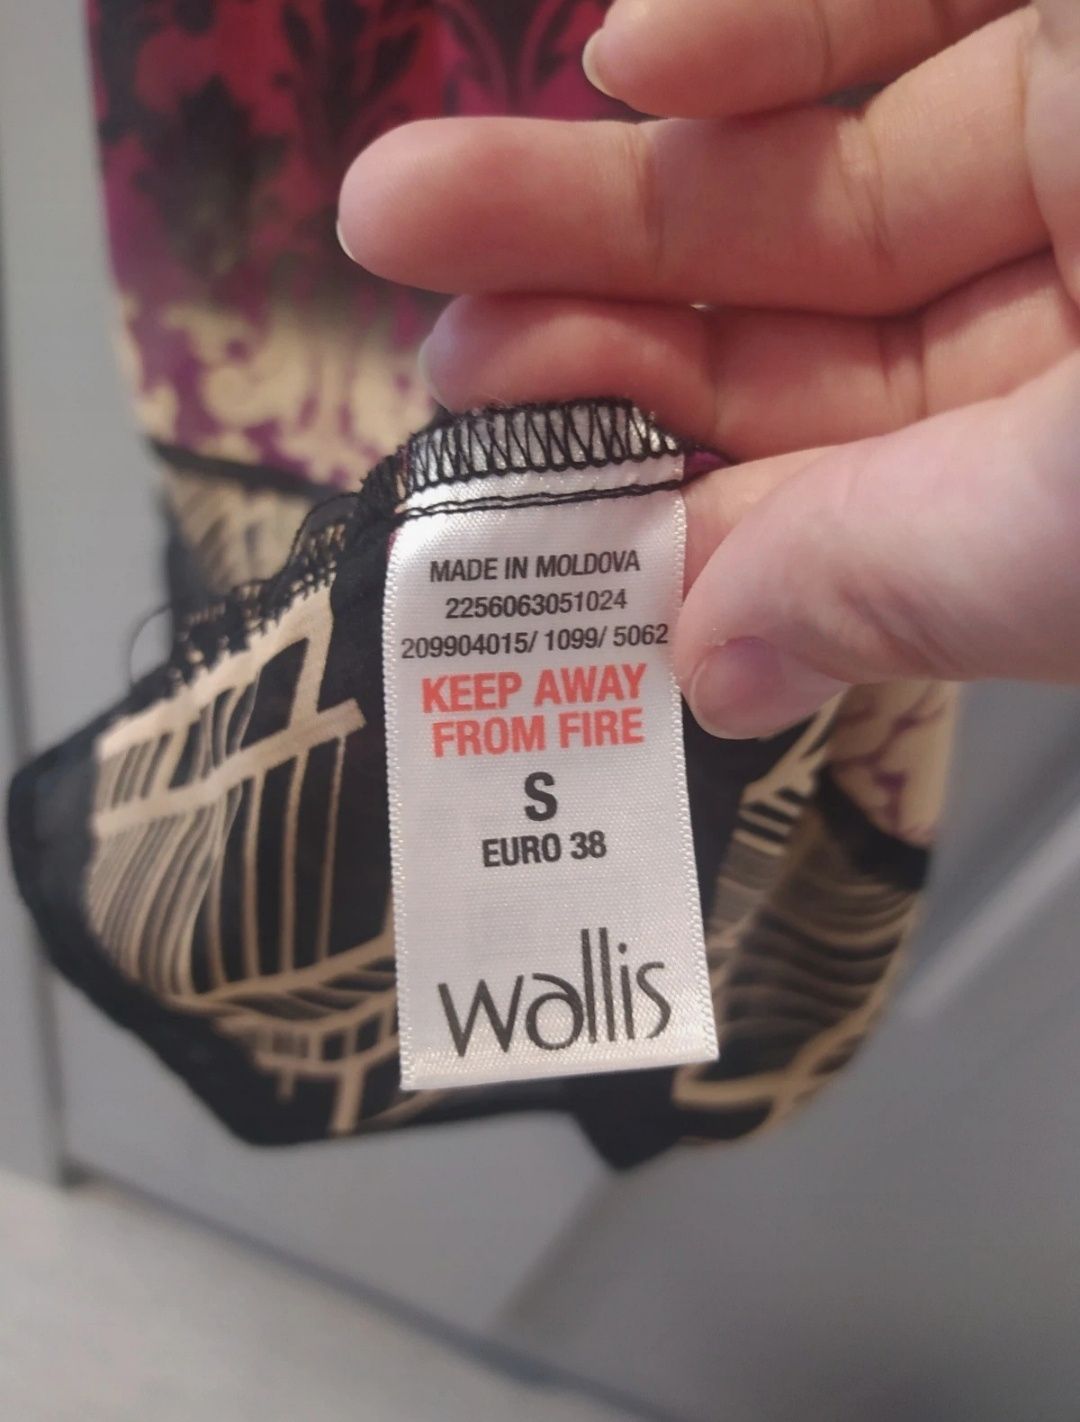 MADE IN MOLDOVA
2256063051024
209904015/ 1099/ 5062
KEEP AWAY
FROM FIRE
S
EURO 38
wallis